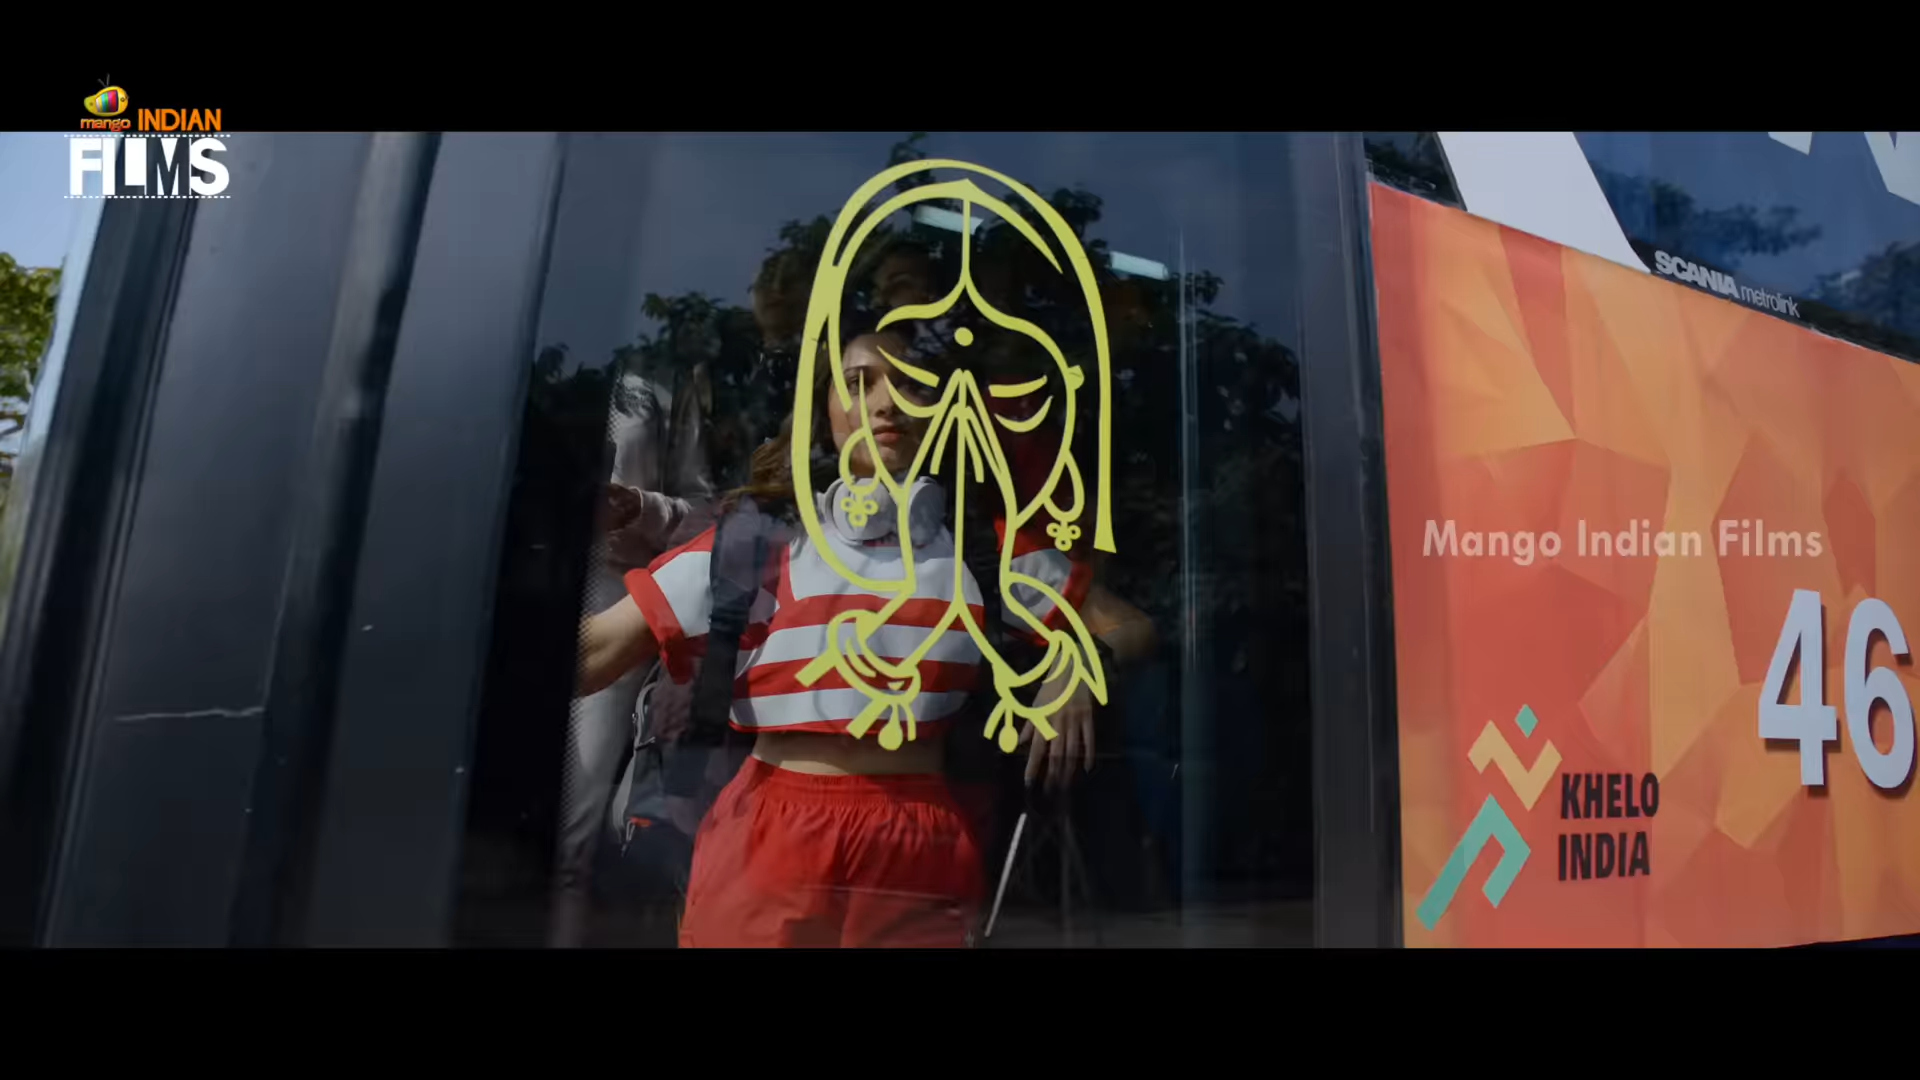 mango INDIAN
FILMS
SCANIA metrolink
Mango Indian Films
46
KHELO
INDIA